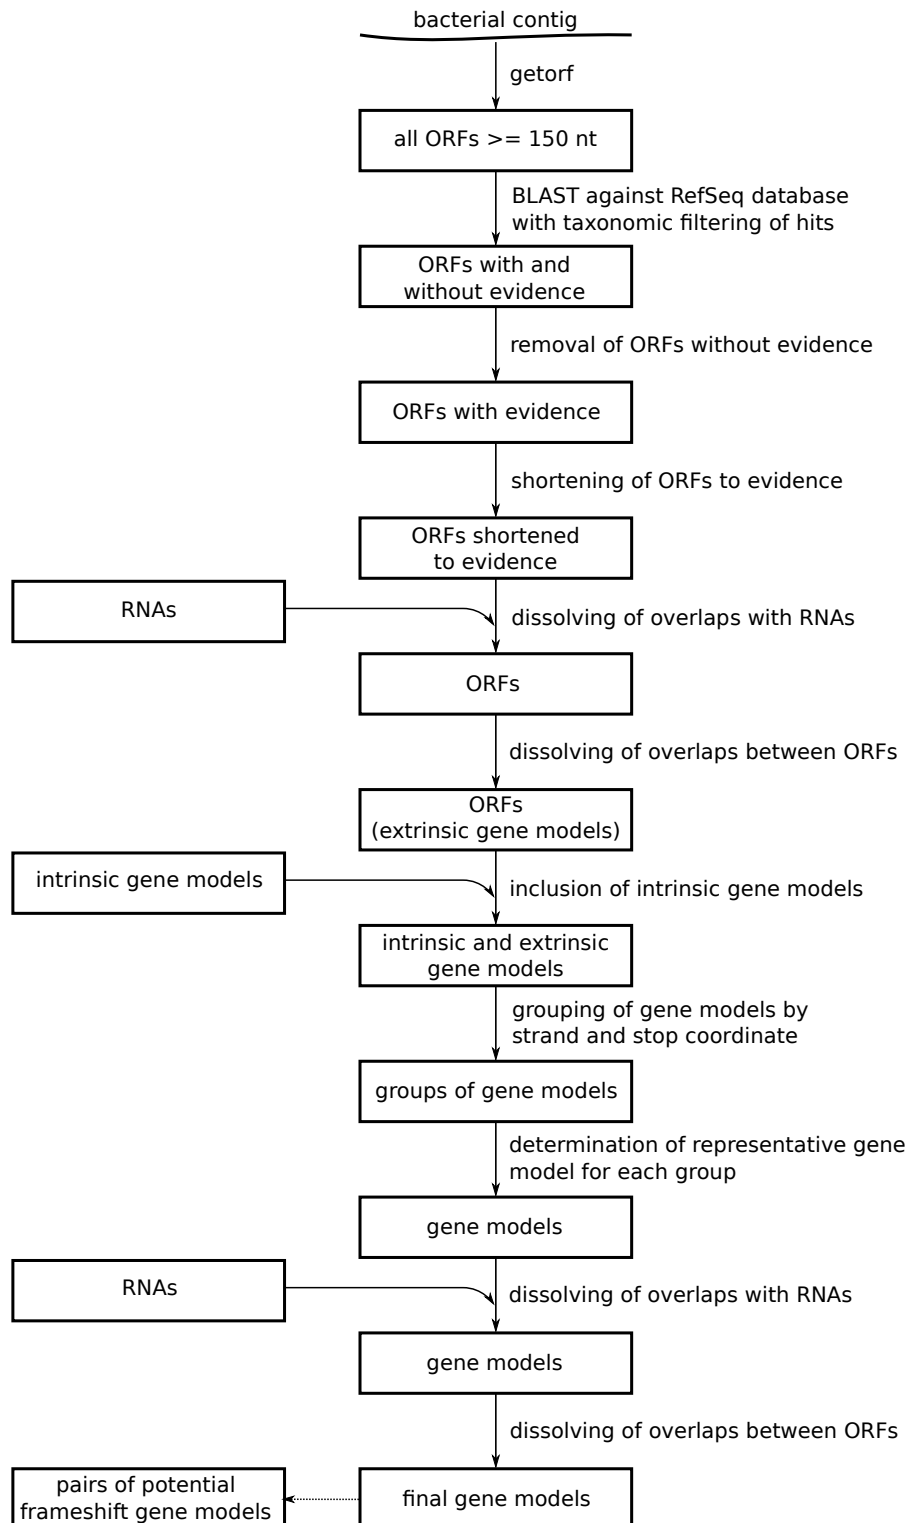 bacterial contig
getorf
all ORFs >= 150 nt
BLAST against RefSeq database
with taxonomic filtering of hits
ORFs with and
without evidence
removal of ORFs without evidence
ORFs with evidence
shortening of ORFs to evidence
ORFs shortened
to evidence
RNAs
dissolving of overlaps with RNAs
ORFs
dissolving of overlaps between ORFs
ORFs
(extrinsic gene models)
intrinsic gene models
inclusion of intrinsic gene models
intrinsic and extrinsic
gene models
grouping of gene models by
strand and stop coordinate
groups of gene models
determination of representative gene
model for each group
gene models
RNAs
dissolving of overlaps with RNAs
gene models
dissolving of overlaps between ORFs
pairs of potential
frameshift gene models
final gene models